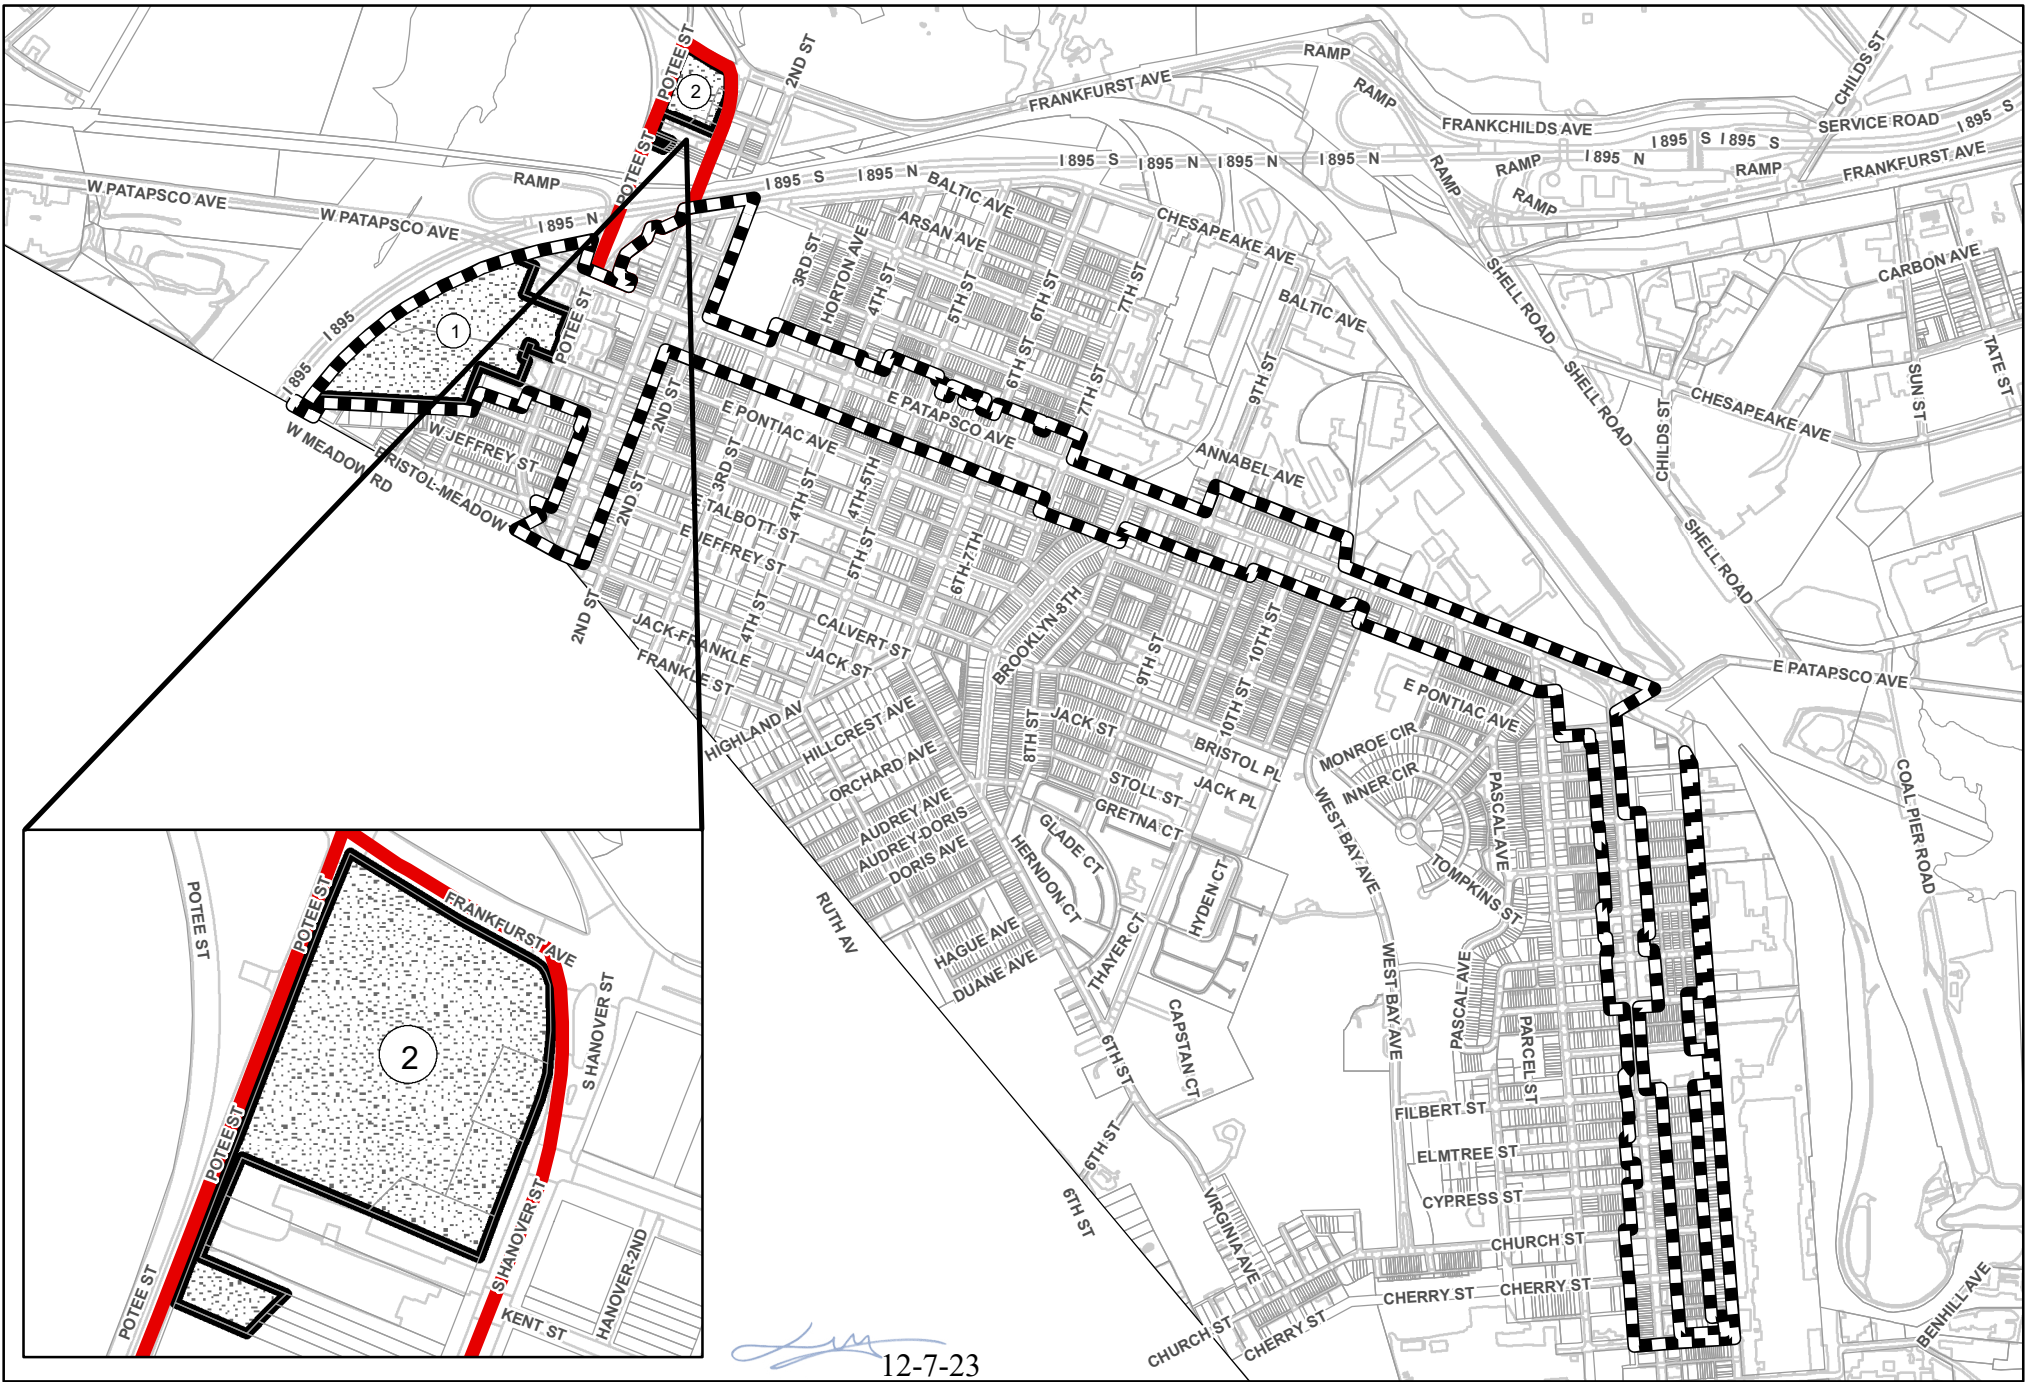 POTEE ST
2ND ST
RAMP
CHILDS ST
2
FRANKFURST AVE
RAMP
FRANKCHILDS AVE
SERVICE ROAD
I 895 S
POTEE ST
I 895 S
I 895 N
I 895 N
I 895 N
I 895 N
I 895 S
I 895 S
RAMP
RAMP
RAMP
FRANKFURST AVE
W PATAPSCO AVE
RAMP
I 895 S
I 895 N
BALTIC AVE
RAMP
W PATAPSCO AVE
I 895 N
ARSAN AVE
CHESAPEAKE AVE
3RD ST
HORTON AVE
4TH ST
5TH ST
6TH ST
7TH ST
SHELL ROAD
CARBON AVE
1
I 895
POTEE ST
BALTIC AVE
SHELL ROAD
TATE ST
SUN ST
I 895
2ND ST
6TH ST
7TH ST
9TH ST
CHILDS ST
CHESAPEAKE AVE
W MEADOW RD
W JEFFREY ST
BRISTOL-MEADOW
E PONTIAC AVE
E PATAPSCO AVE
ANNABEL AVE
2ND ST
3RD ST
4TH ST
4TH-5TH
TALBOTT ST
E JEFFREY ST
5TH ST
6TH-7TH
SHELL ROAD
2ND ST
JACK-FRANKLE
4TH ST
CALVERT ST
BROOKLYN-8TH
FRANKLE ST
JACK ST
9TH ST
10TH ST
E PATAPSCO AVE
HIGHLAND AV
HILLCREST AVE
8TH ST
JACK ST
10TH ST
BRISTOL PL
E PONTIAC AVE
MONROE CIR
INNER CIR
ORCHARD AVE
STOLL ST
JACK PL
PASCAL AVE
AUDREY AVE
AUDREY-DORIS
DORIS AVE
GRETNA CT
GLADE CT
HERNDON CT
WEST BAY AVE
TOMPKINS ST
COAL PIER ROAD
RUTH AV
HAGUE AVE
DUANE AVE
THAYER CT
HYDEN CT
WEST BAY AVE
PASCAL AVE
CAPSTAN CT
PARCEL ST
6TH ST
FILBERT ST
6TH ST
ELMTREE ST
6TH ST
VIRGINIA AVE
CYPRESS ST
CHURCH ST
CHERRY ST
CHERRY ST
CHURCH ST
CHERRY ST
BENHILL AVE
POTEE ST
POTEE ST
FRANKFURST AVE
S HANOVER ST
2
POTEE ST
POTEE ST
S HANOVER ST
KENT ST
HANOVER-2ND
12-7-23